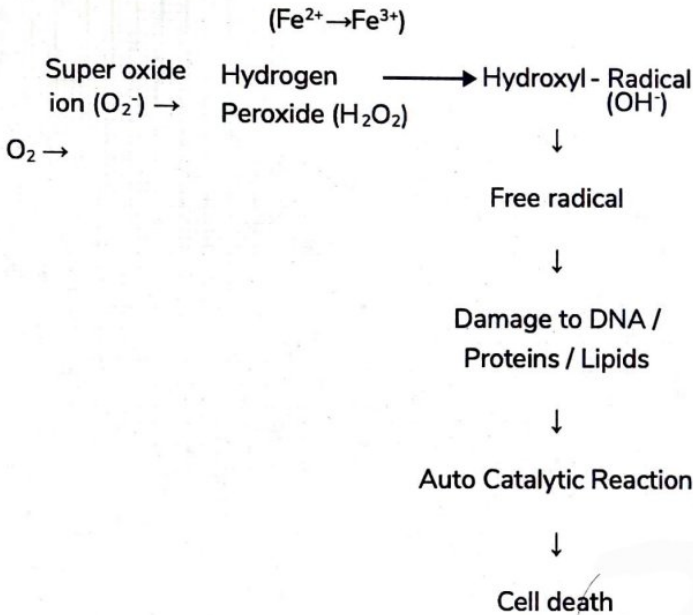 (Fe²⁺→Fe³⁺)
Super oxide Hydrogen ⟶ Hydroxyl - Radical
ion (O₂⁻) → Peroxide (H₂O₂) (OH⁻)
O₂ →
↓
Free radical
↓
Damage to DNA /
Proteins / Lipids
↓
Auto Catalytic Reaction
↓
Cell death